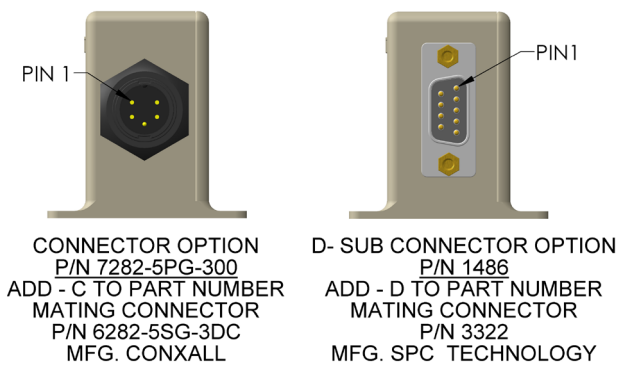 PIN 1
PIN1
CONNECTOR OPTION
P/N 7282-5PG-300
ADD - C TO PART NUMBER
MATING CONNECTOR
P/N 6282-5SG-3DC
MFG. CONXALL
D- SUB CONNECTOR OPTION
P/N 1486
ADD - D TO PART NUMBER
MATING CONNECTOR
P/N 3322
MFG. SPC TECHNOLOGY